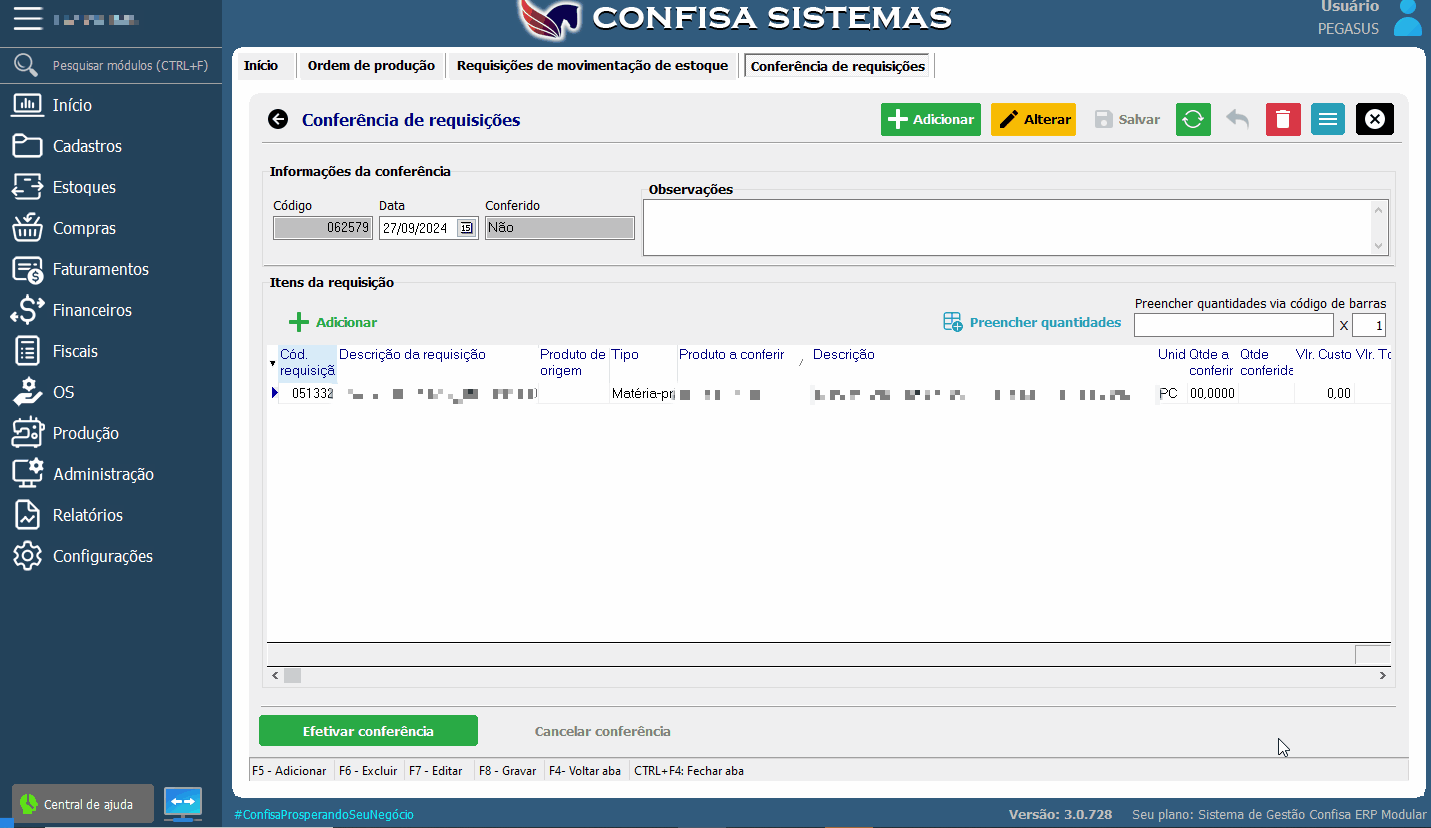 CONFISA SISTEMAS
Usuário
PEGASUS
Pesquisar módulos (CTRL+F)
Início
Cadastros
Estoques
Compras
Faturamentos
Financeiros
Fiscais
OS
Produção
Administração
Relatórios
Configurações
Central de ajuda
Início Ordem de produção Requisições de movimentação de estoque Conferência de requisições
Conferência de requisições
Adicionar Alterar Salvar
Informações da conferência
Código Data Conferido Observações
062579 27/09/2024 15 Não
Itens da requisição
Preencher quantidades via código de barras
Adicionar Preencher quantidades X 1
Cód. requisiçã Descrição da requisição Produto de origem Tipo Produto a conferir Descrição Unid Qtde a conferir Qtde conferida Vlr. Custo Vlr. To
051332 Matéria-pr PC 00,0000 0,00
Efetivar conferência Cancelar conferência
F5 - Adicionar F6 - Excluir F7 - Editar F8 - Gravar F4- Voltar aba CTRL+F4: Fechar aba
#ConfisaProsperandoSeuNegócio Versão: 3.0.728 Seu plano: Sistema de Gestão Confisa ERP Modular